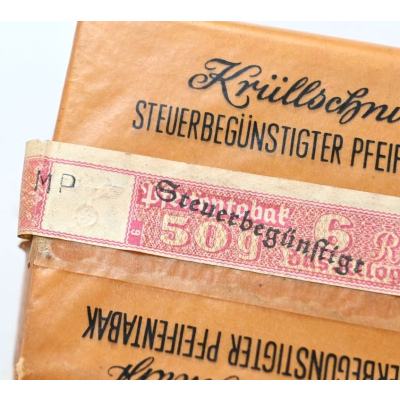 Krüllschn
STEUERBEGÜNSTIGTER PFEIF
MP
Steuerbegünstigt
50g 6 R
STEUERBEGÜNSTIGTER PFEIFENTABAK